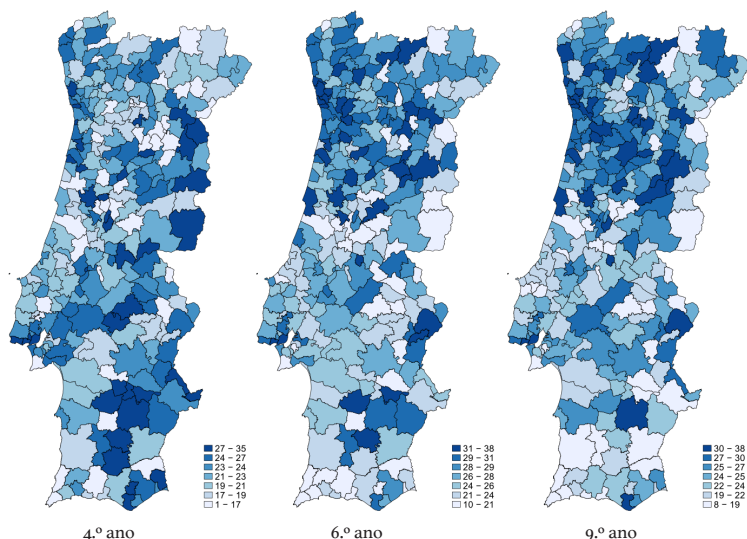 27 – 35
24 – 27
23 – 24
21 – 23
19 – 21
17 – 19
1 – 17
31 – 38
29 – 31
28 – 29
26 – 28
24 – 26
21 – 24
10 – 21
30 – 38
27 – 30
25 – 27
24 – 25
22 – 24
19 – 22
8 – 19
4.º ano
6.º ano
9.º ano